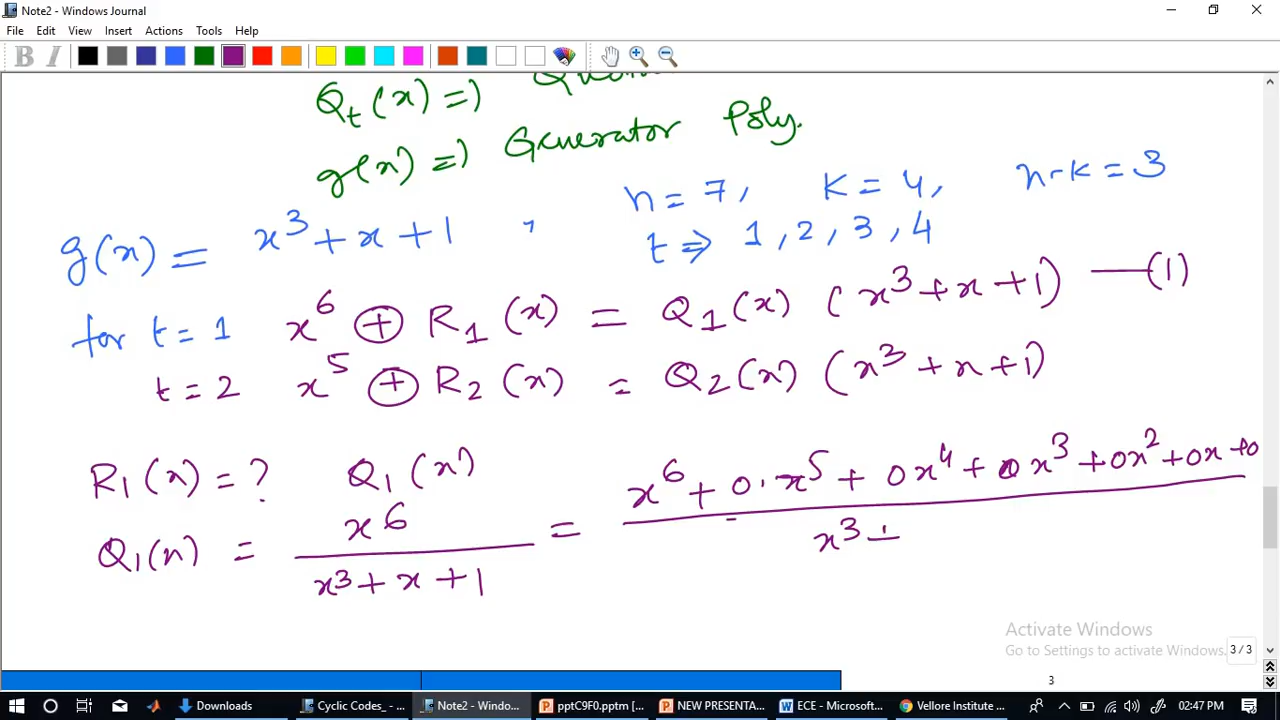 Note2 - Windows Journal
File Edit View Insert Actions Tools Help
B I
Qt(x) =)
g(x) =) Generator Poly.
n = 7, k = 4, n-k = 3
g(x) = x³ + x + 1, t => 1, 2, 3, 4
for t = 1 x⁶ ⊕ R₁(x) = Q₁(x) (x³ + x + 1) —(1)
t = 2 x⁵ ⊕ R₂(x) = Q₂(x) (x³ + x + 1)
R₁(x) = ? Q₁(x)
Q₁(x) = x⁶ / x³ + x + 1 = x⁶ + 0·x⁵ + 0x⁴ + 0x³ + 0x² + 0x + 0 / x³ +
Activate Windows
Go to Settings to activate Windows.
3 / 3
3
Downloads Cyclic Codes_ -... Note2 - Windo... pptC9F0.pptm [... NEW PRESENTA... ECE - Microsoft... Vellore Institute ... 02:47 PM